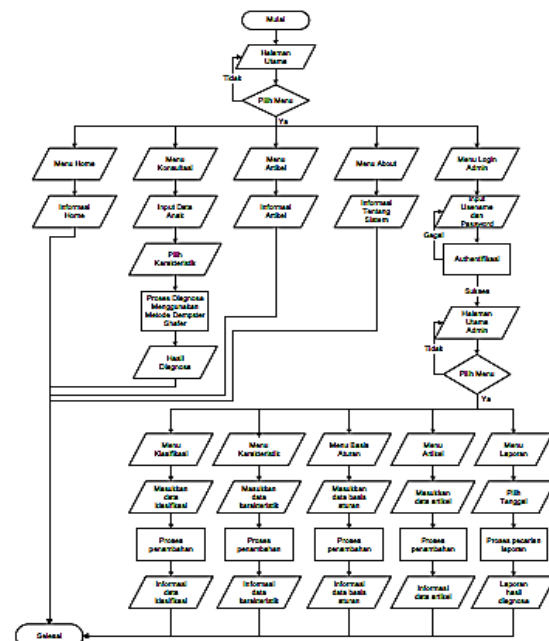 Mulai
Halaman
Utama
Tidak
Pilih Menu
Ya
Menu Home
Menu
Konsultasi
Menu
Artikel
Menu About
Menu Login
Admin
Informasi
Home
Input Data
Anak
Informasi
Artikel
Informasi
Tentang
Sistem
Input
Username
dan
Password
Gagal
Pilih
Karakteristik
Authentifikasi
Sukses
Proses Diagnosa
Menggunakan
Metode Dempster
Shafer
Halaman
Utama
Admin
Tidak
Hasil
Diagnosa
Pilih Menu
Ya
Menu
Klasifikasi
Menu
Karakteristik
Menu Basis
Aturan
Menu
Artikel
Menu
Laporan
Masukkan
data
klasifikasi
Masukkan
data
karakteristik
Masukkan
data basis
aturan
Masukkan
data artikel
Pilih
Tanggal
Proses
penambahan
Proses
penambahan
Proses
penambahan
Proses
penambahan
Proses pecarian
laporan
Informasi
data
klasifikasi
Informasi
data
karakteristik
Informasi
data basis
aturan
Informasi
data artikel
Laporan
hasil
diagnosa
Selesai